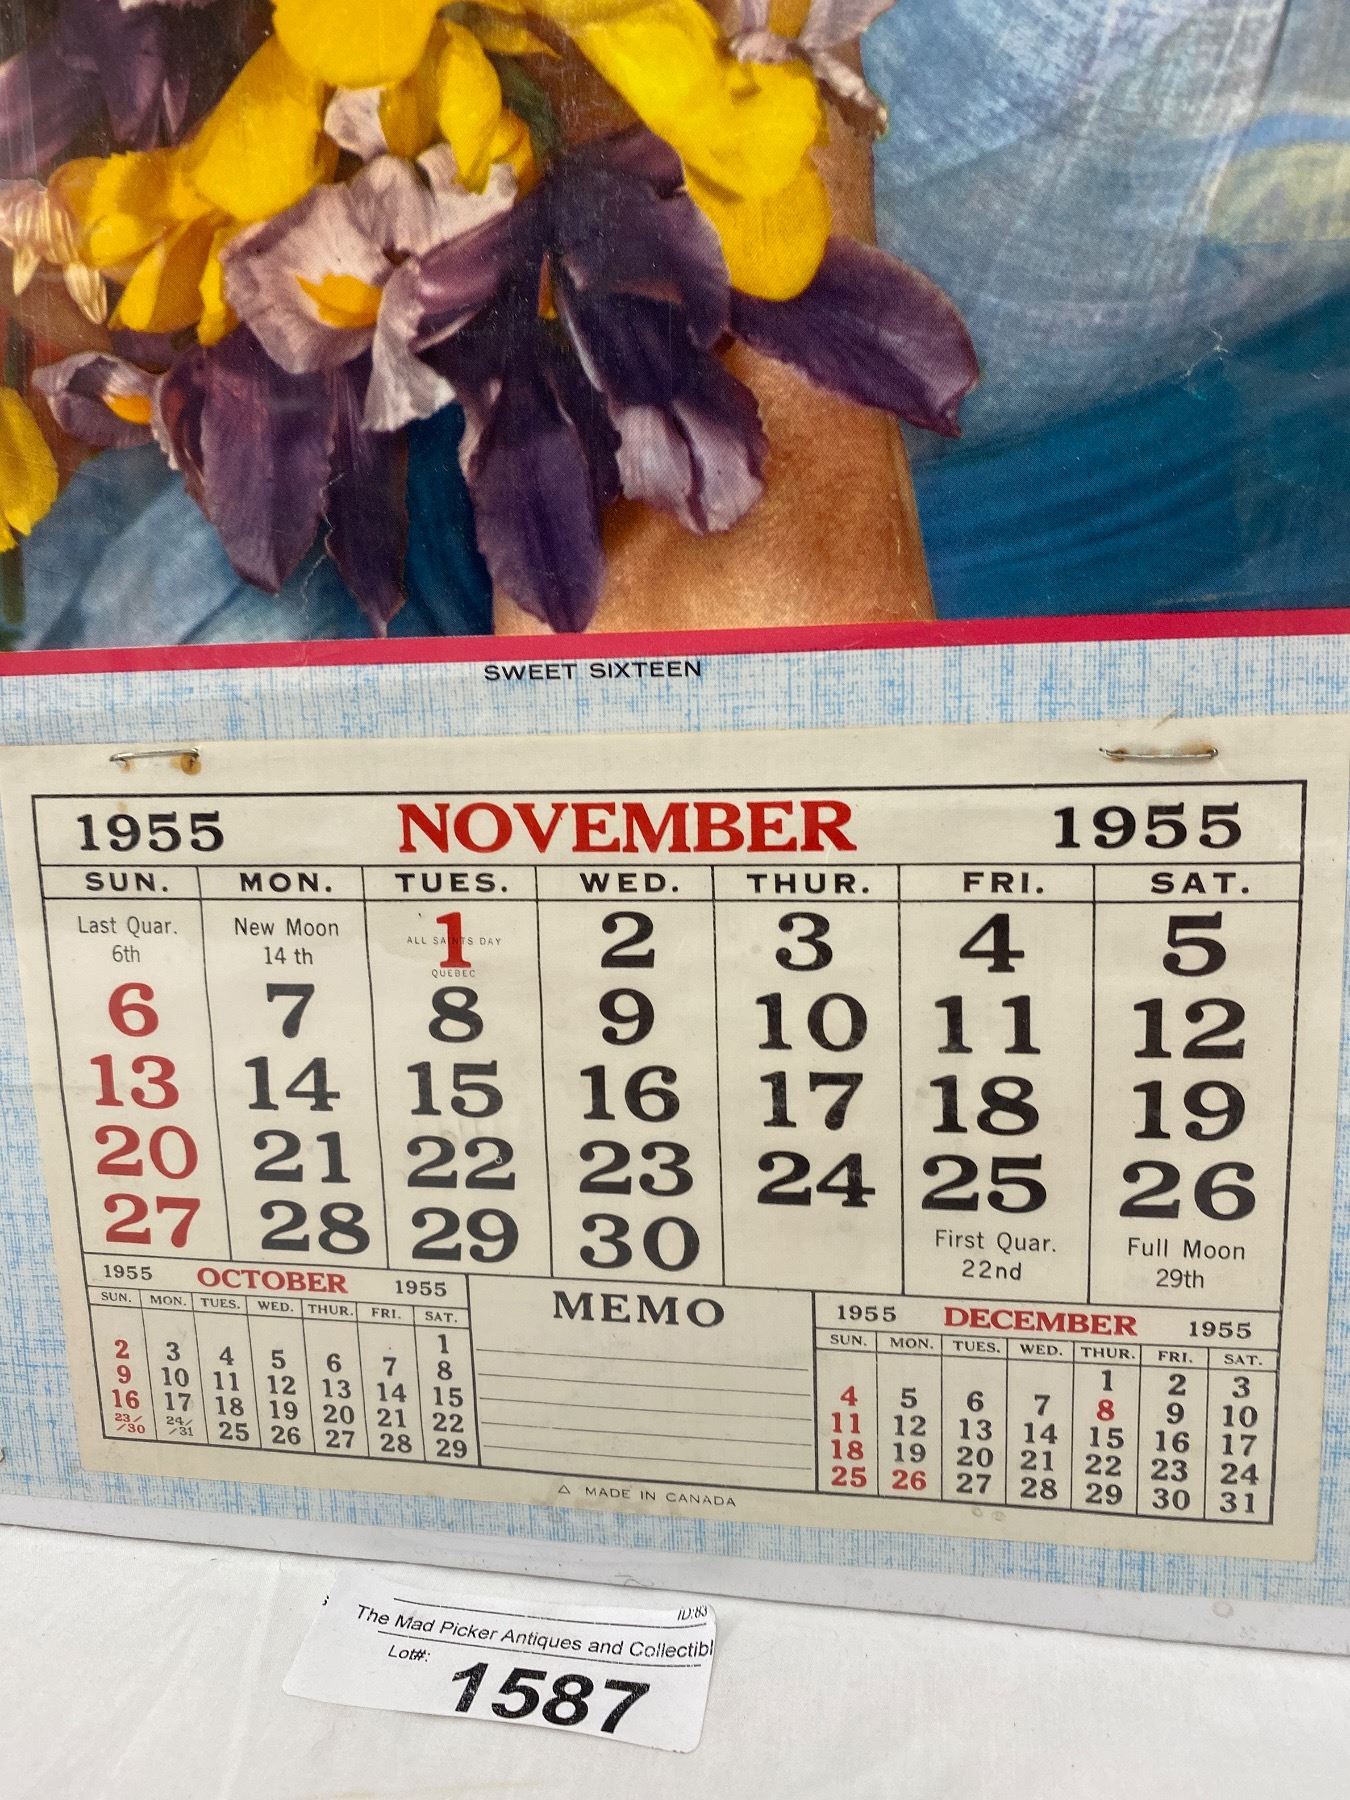 SWEET SIXTEEN
1955 NOVEMBER 1955
SUN. MON. TUES. WED. THUR. FRI. SAT.
Last Quar. 6th New Moon 14 th 1 ALL SAINTS DAY QUEBEC 2 3 4 5
6 7 8 9 10 11 12
13 14 15 16 17 18 19
20 21 22 23 24 25 26
27 28 29 30 First Quar. 22nd Full Moon 29th
1955 OCTOBER 1955
SUN. MON. TUES. WED. THUR. FRI. SAT.
1
2 3 4 5 6 7 8
9 10 11 12 13 14 15
16 17 18 19 20 21 22
23/30 24/31 25 26 27 28 29
MEMO
1955 DECEMBER 1955
SUN. MON. TUES. WED. THUR. FRI. SAT.
1 2 3
4 5 6 7 8 9 10
11 12 13 14 15 16 17
18 19 20 21 22 23 24
25 26 27 28 29 30 31
△ MADE IN CANADA
ID:83
The Mad Picker Antiques and Collectibl
Lot#:
1587